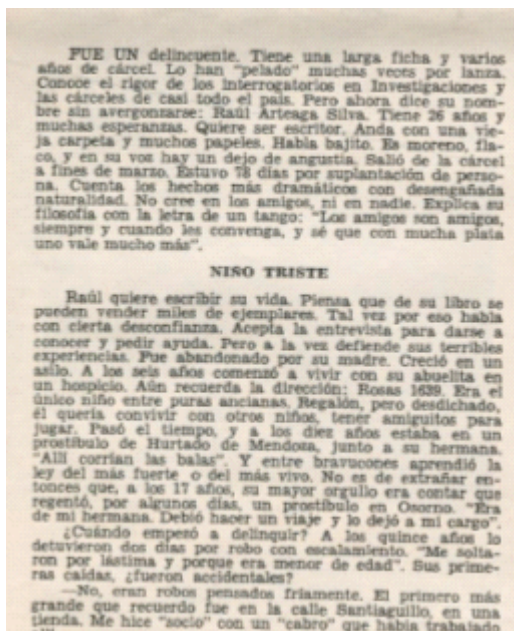 FUE UN delincuente. Tiene una larga ficha y varios
años de cárcel. Lo han "pelado" muchas veces por lanza.
Conoce el rigor de los interrogatorios en Investigaciones y
las cárceles de casi todo el país. Pero ahora dice su nom-
bre sin avergonzarse: Raúl Arteaga Silva. Tiene 26 años y
muchas esperanzas. Quiere ser escritor. Anda con una vie-
ja carpeta y muchos papeles. Habla bajito. Es moreno, fla-
co, y en su voz hay un dejo de angustia. Salió de la cárcel
a fines de marzo. Estuvo 78 días por suplantación de perso-
na. Cuenta los hechos más dramáticos con desengañada
naturalidad. No cree en los amigos, ni en nadie. Explica su
filosofía con la letra de un tango: "Los amigos son amigos,
siempre y cuando les convenga, y sé que con mucha plata
uno vale mucho más".
NIÑO TRISTE
Raúl quiere escribir su vida. Piensa que de su libro se
pueden vender miles de ejemplares. Tal vez por eso habla
con cierta desconfianza. Acepta la entrevista para darse a
conocer y pedir ayuda. Pero a la vez defiende sus terribles
experiencias. Fue abandonado por su madre. Creció en un
asilo. A los seis años comenzó a vivir con su abuelita en
un hospicio. Aún recuerda la dirección: Rosas 1639. Era el
único niño entre puras ancianas. Regalón, pero desdichado,
él quería convivir con otros niños, tener amiguitos para
jugar. Pasó el tiempo, y a los diez años estaba en un
prostíbulo de Hurtado de Mendoza, junto a su hermana.
"Allí corrían las balas". Y entre bravucones aprendió la
ley del más fuerte o del más vivo. No es de extrañar en-
tonces que, a los 17 años, su mayor orgullo era contar que
regentó, por algunos días, un prostíbulo en Osorno. "Era
de mi hermana. Debió hacer un viaje y lo dejó a mi cargo".
¿Cuándo empezó a delinquir? A los quince años lo
detuvieron dos días por robo con escalamiento. "Me solta-
ron por lástima y porque era menor de edad". Sus prime-
ras caídas, ¿fueron accidentales?
—No, eran robos pensados fríamente. El primero más
grande que recuerdo fue en la calle Santiaguillo, en una
tienda. Me hice "socio" con un "cabro" que había trabajado